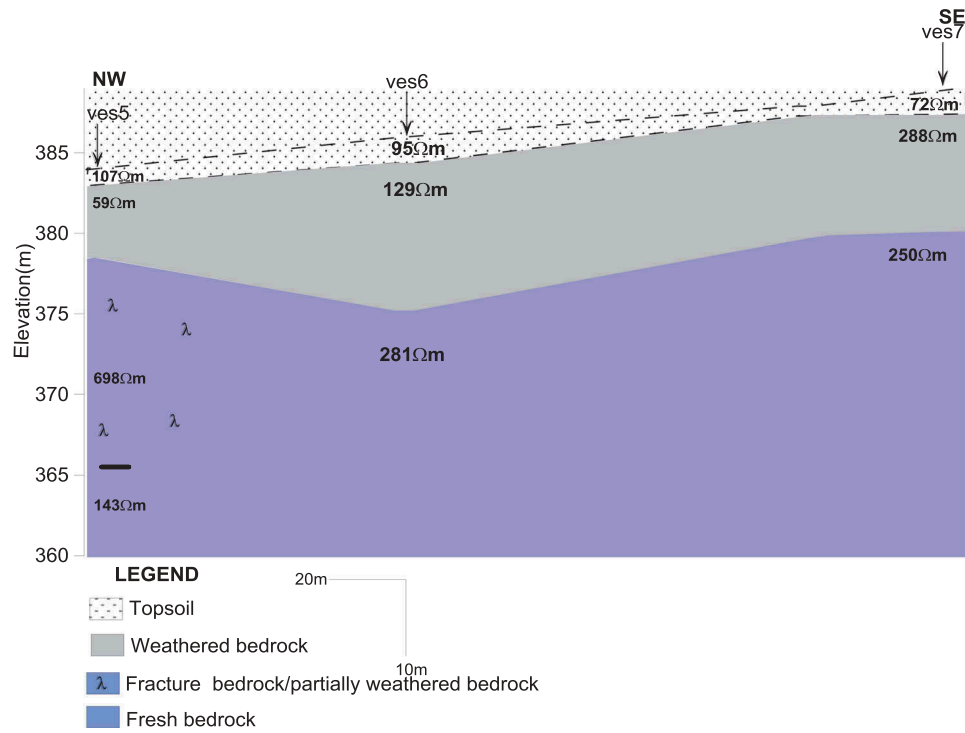 SE
ves7
NW
ves6
ves5
72Ωm
95Ωm
288Ωm
385
107Ωm
129Ωm
59Ωm
380
250Ωm
Elevation(m)
375
λ
λ
281Ωm
698Ωm
370
λ
λ
365
143Ωm
360
LEGEND
20m
Topsoil
Weathered bedrock
10m
λ Fracture bedrock/partially weathered bedrock
Fresh bedrock